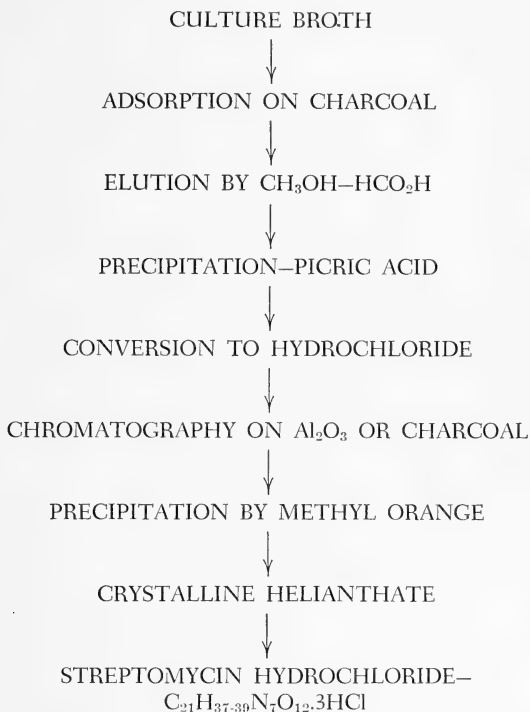 CULTURE BROTH
ADSORPTION ON CHARCOAL
ELUTION BY CH₃OH–HCO₂H
PRECIPITATION–PICRIC ACID
CONVERSION TO HYDROCHLORIDE
CHROMATOGRAPHY ON Al₂O₃ OR CHARCOAL
PRECIPITATION BY METHYL ORANGE
CRYSTALLINE HELIANTHATE
STREPTOMYCIN HYDROCHLORIDE–
C₂₁H₃₇₋₃₉N₇O₁₂.3HCl